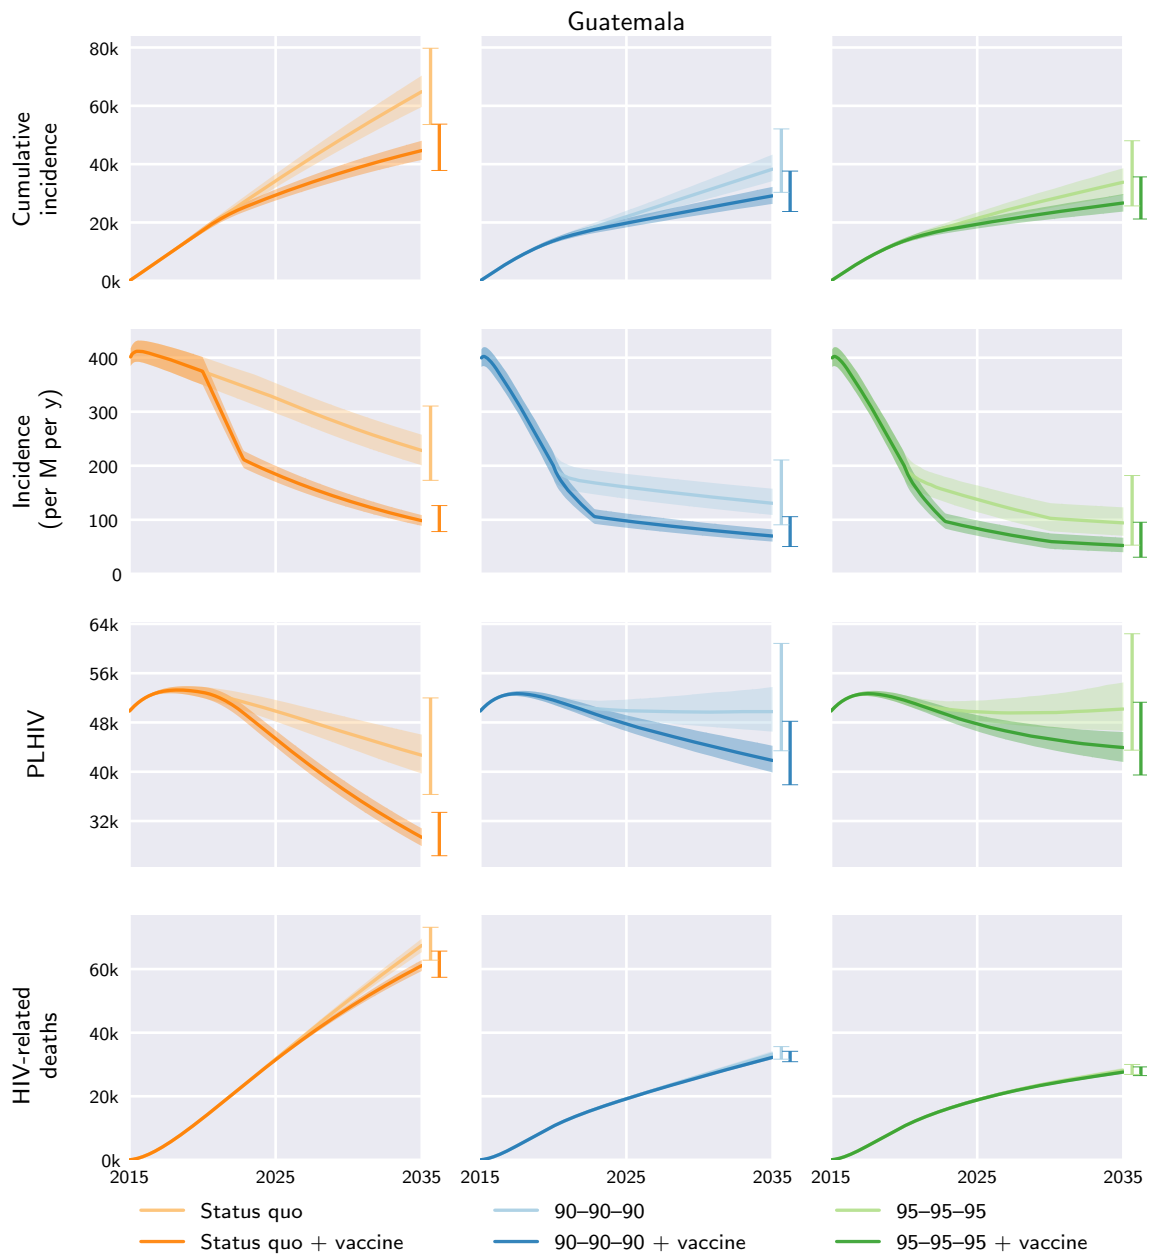 Guatemala
Cumulative
incidence
80k
60k
40k
20k
0k
Incidence
(per M per y)
400
300
200
100
0
PLHIV
64k
56k
48k
40k
32k
HIV-related
deaths
60k
40k
20k
0k
2015 2025 2035 2015 2025 2035 2015 2025 2035
Status quo 90–90–90 95–95–95
Status quo + vaccine 90–90–90 + vaccine 95–95–95 + vaccine